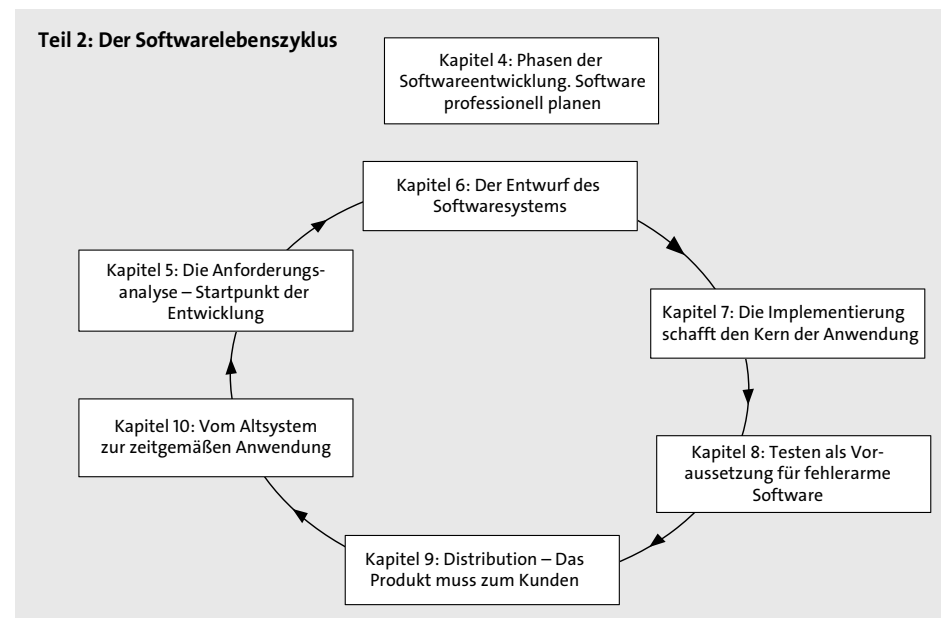 Teil 2: Der Softwarelebenszyklus
Kapitel 4: Phasen der
Softwareentwicklung. Software
professionell planen
Kapitel 6: Der Entwurf des
Softwaresystems
Kapitel 5: Die Anforderungs-
analyse – Startpunkt der
Entwicklung
Kapitel 7: Die Implementierung
schafft den Kern der Anwendung
Kapitel 10: Vom Altsystem
zur zeitgemäßen Anwendung
Kapitel 8: Testen als Vor-
aussetzung für fehlerarme
Software
Kapitel 9: Distribution – Das
Produkt muss zum Kunden